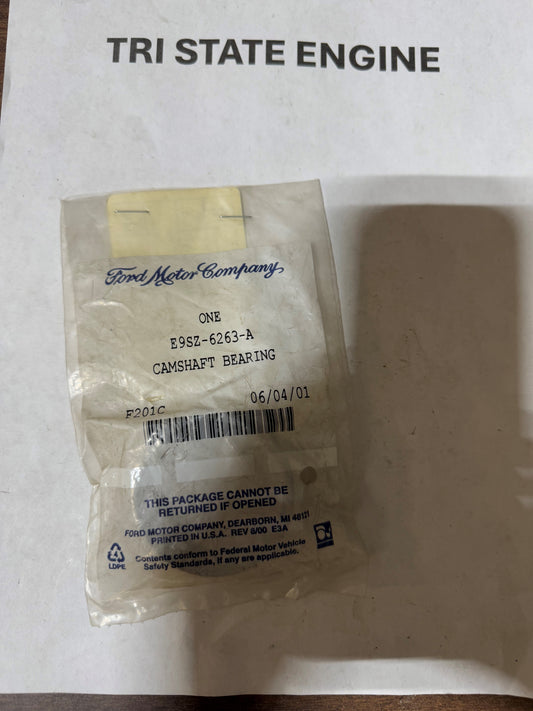 TRI STATE ENGINE
Ford Motor Company
ONE
E9SZ-6263-A
CAMSHAFT BEARING
F201C 06/04/01
THIS PACKAGE CANNOT BE
RETURNED IF OPENED
FORD MOTOR COMPANY, DEARBORN, MI 48121
PRINTED IN U.S.A. REV 8/00 E3A
Contents conform to Federal Motor Vehicle
Safety Standards, if any are applicable.
4
LDPE